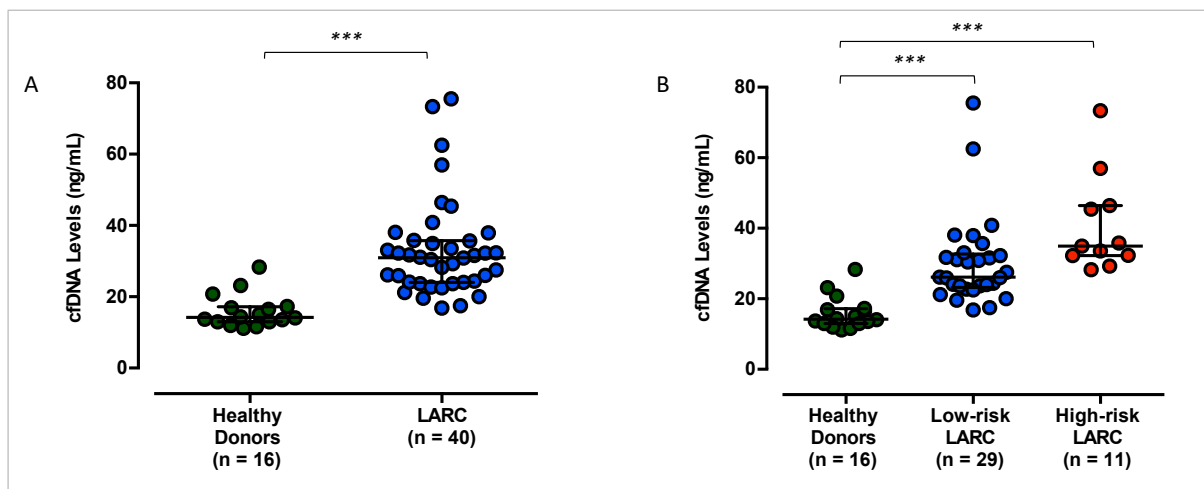 A
***
cfDNA Levels (ng/mL)
80
60
40
20
0
Healthy
Donors
(n = 16)
LARC
(n = 40)
B
***
***
cfDNA Levels (ng/mL)
80
60
40
20
0
Healthy
Donors
(n = 16)
Low-risk
LARC
(n = 29)
High-risk
LARC
(n = 11)